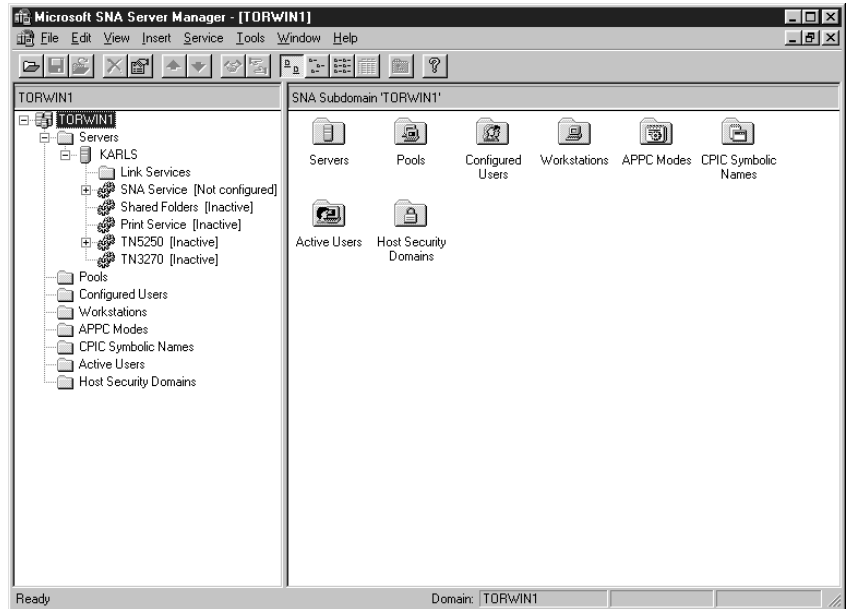 Microsoft SNA Server Manager - [TORWIN1]
File Edit View Insert Service Tools Window Help
TORWIN1
SNA Subdomain 'TORWIN1'
TORWIN1
Servers
KARLS
Link Services
SNA Service [Not configured]
Shared Folders [Inactive]
Print Service [Inactive]
TN5250 [Inactive]
TN3270 [Inactive]
Pools
Configured Users
Workstations
APPC Modes
CPIC Symbolic Names
Active Users
Host Security Domains
Servers
Pools
Configured
Users
Workstations
APPC Modes
CPIC Symbolic
Names
Active Users
Host Security
Domains
Ready
Domain: TORWIN1